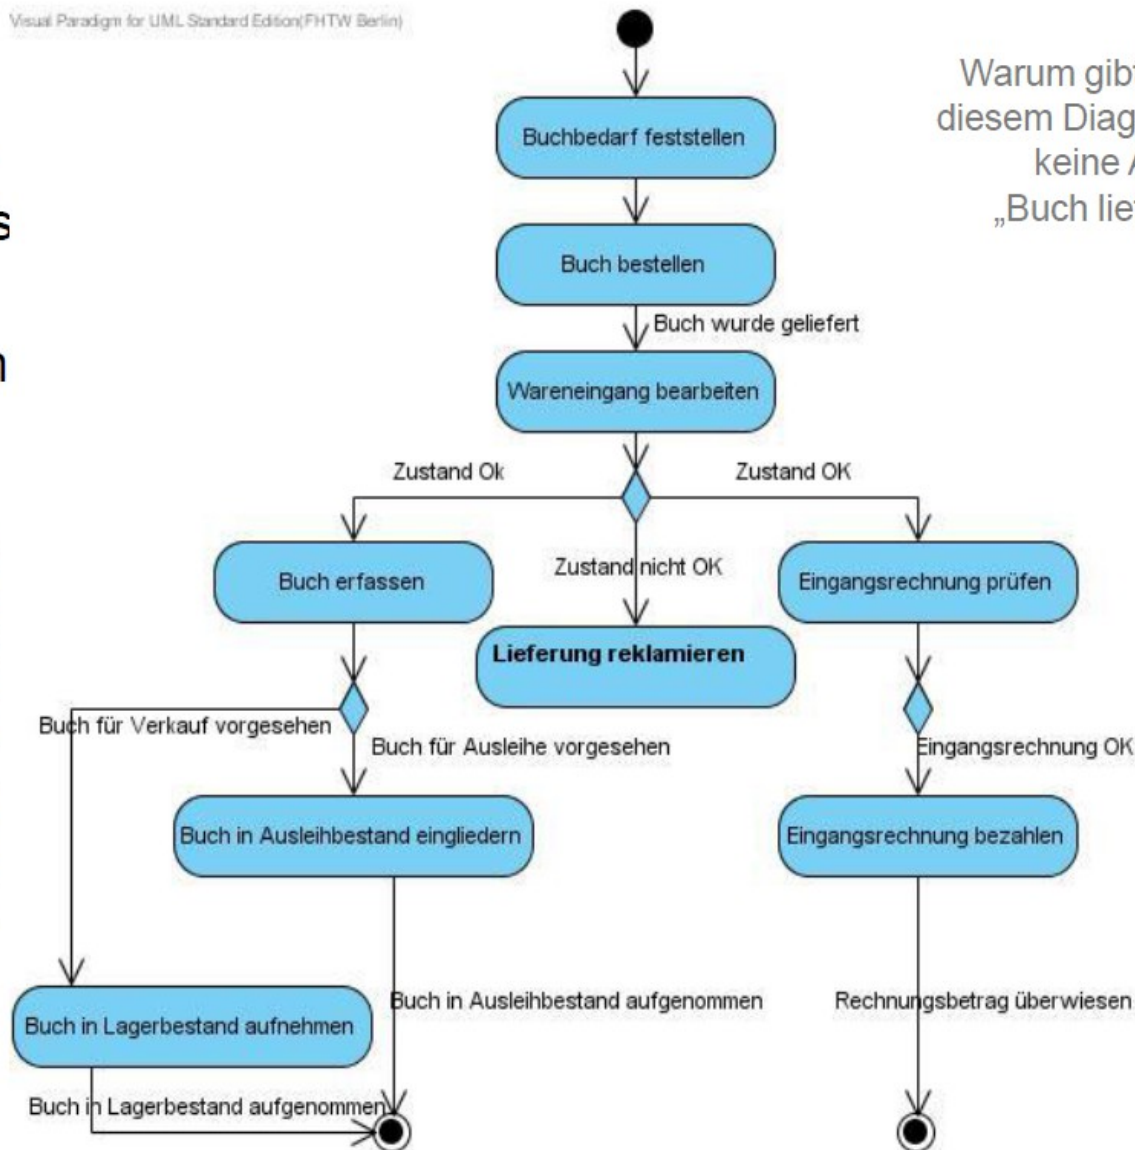 Visual Paradigm for UML Standard Edition(FHTW Berlin)
Warum gibt
diesem Diag
keine A
„Buch lief
Buchbedarf feststellen
s
Buch bestellen
Buch wurde geliefert
n
Wareneingang bearbeiten
Zustand Ok
Zustand OK
Buch erfassen
Zustand nicht OK
Eingangsrechnung prüfen
Lieferung reklamieren
Buch für Verkauf vorgesehen
Buch für Ausleihe vorgesehen
Eingangsrechnung OK
Buch in Ausleihbestand eingliedern
Eingangsrechnung bezahlen
Buch in Ausleihbestand aufgenommen
Rechnungsbetrag überwiesen
Buch in Lagerbestand aufnehmen
Buch in Lagerbestand aufgenommen